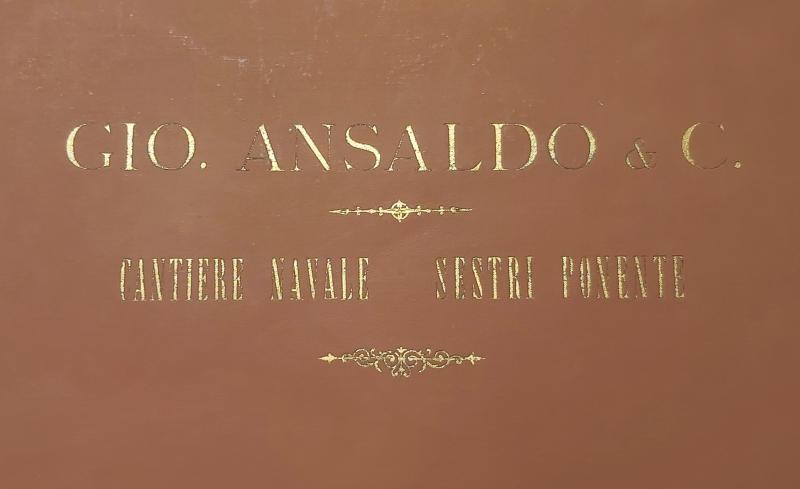 GIO. ANSALDO & C.
CANTIERE NAVALE SESTRI PONENTE